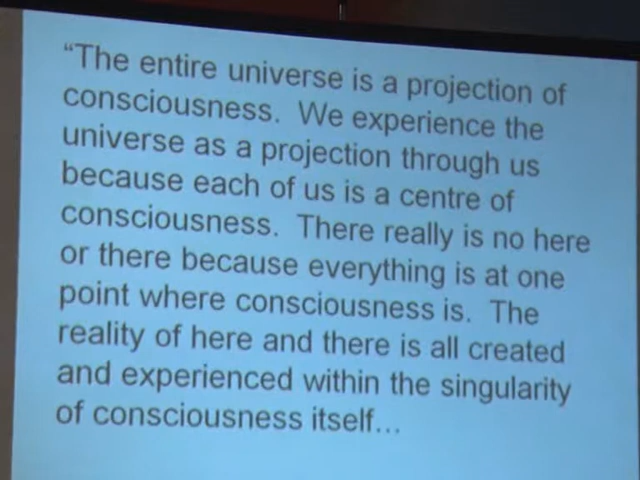 “The entire universe is a projection of
consciousness. We experience the
universe as a projection through us
because each of us is a centre of
consciousness. There really is no here
or there because everything is at one
point where consciousness is. The
reality of here and there is all created
and experienced within the singularity
of consciousness itself...